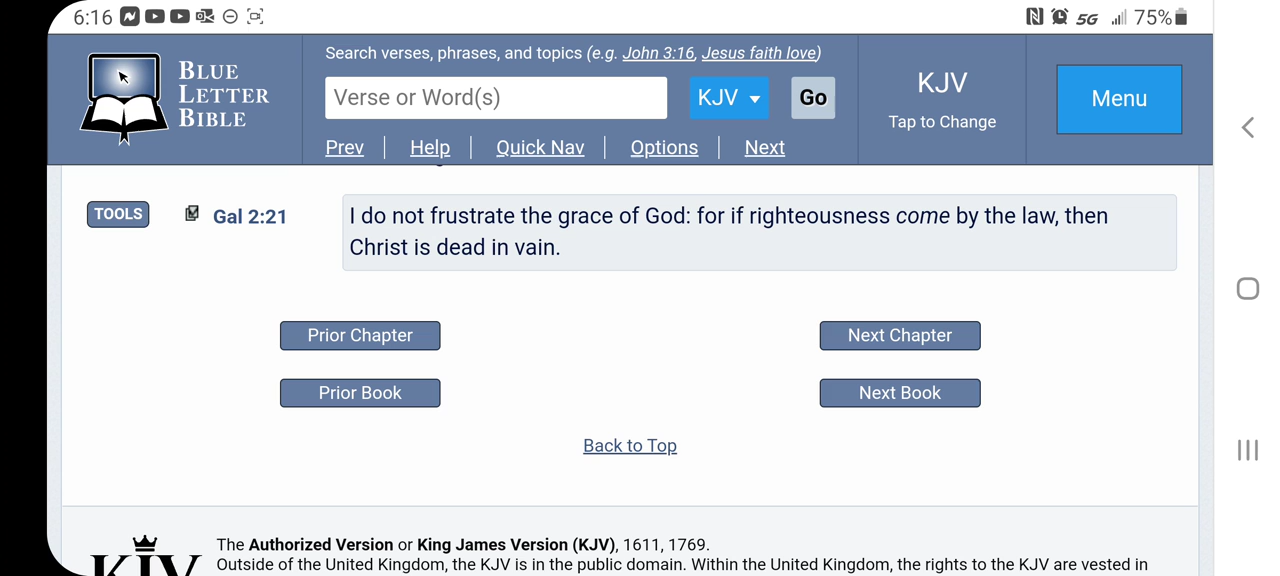 6:16
5G 75%
Search verses, phrases, and topics (e.g. John 3:16, Jesus faith love)
BLUE
LETTER
BIBLE
Verse or Word(s)
KJV
Go
KJV
Tap to Change
Menu
Prev
Help
Quick Nav
Options
Next
TOOLS
Gal 2:21
I do not frustrate the grace of God: for if righteousness come by the law, then
Christ is dead in vain.
Prior Chapter
Next Chapter
Prior Book
Next Book
Back to Top
KJV
The Authorized Version or King James Version (KJV), 1611, 1769.
Outside of the United Kingdom, the KJV is in the public domain. Within the United Kingdom, the rights to the KJV are vested in